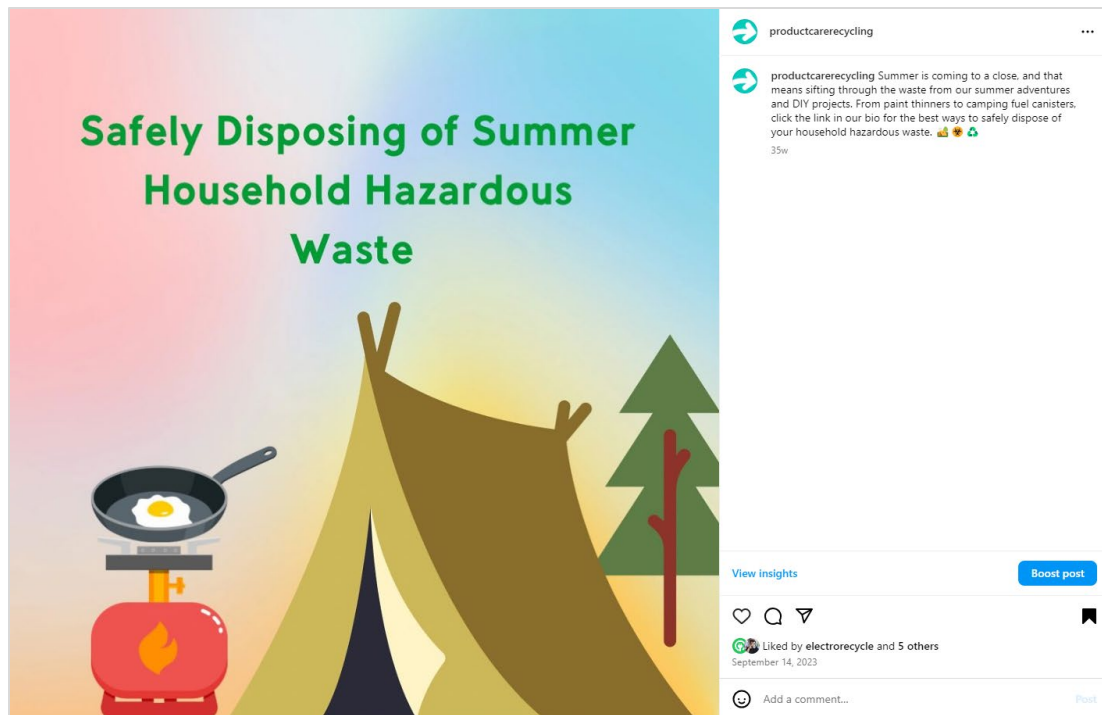 Safely Disposing of Summer
Household Hazardous
Waste
productcarerecycling
productcarerecycling Summer is coming to a close, and that
means sifting through the waste from our summer adventures
and DIY projects. From paint thinners to camping fuel canisters,
click the link in our bio for the best ways to safely dispose of
your household hazardous waste. 🏕️ ☣️ ♻️
35w
View insights
Boost post
Liked by electrorecycle and 5 others
September 14, 2023
Add a comment...
Post